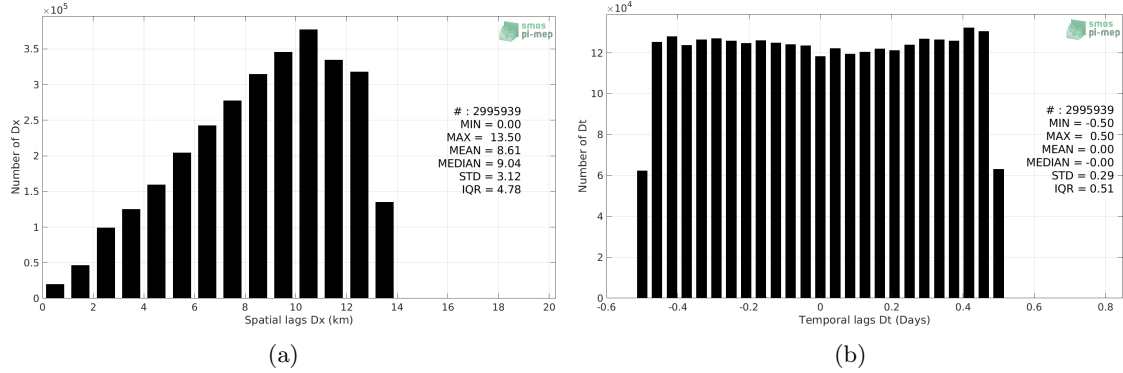 ×10^5
3.5
3
2.5
2
1.5
1
0.5
0
Number of Dx
smos
pi-mep
# : 2995939
MIN = 0.00
MAX = 13.50
MEAN = 8.61
MEDIAN = 9.04
STD = 3.12
IQR = 4.78
0 2 4 6 8 10 12 14 16 18 20
Spatial lags Dx (km)
(a)
×10^4
12
10
8
6
4
2
0
Number of Dt
smos
pi-mep
# : 2995939
MIN = -0.50
MAX = 0.50
MEAN = 0.00
MEDIAN = -0.00
STD = 0.29
IQR = 0.51
-0.6 -0.4 -0.2 0 0.2 0.4 0.6 0.8
Temporal lags Dt (Days)
(b)